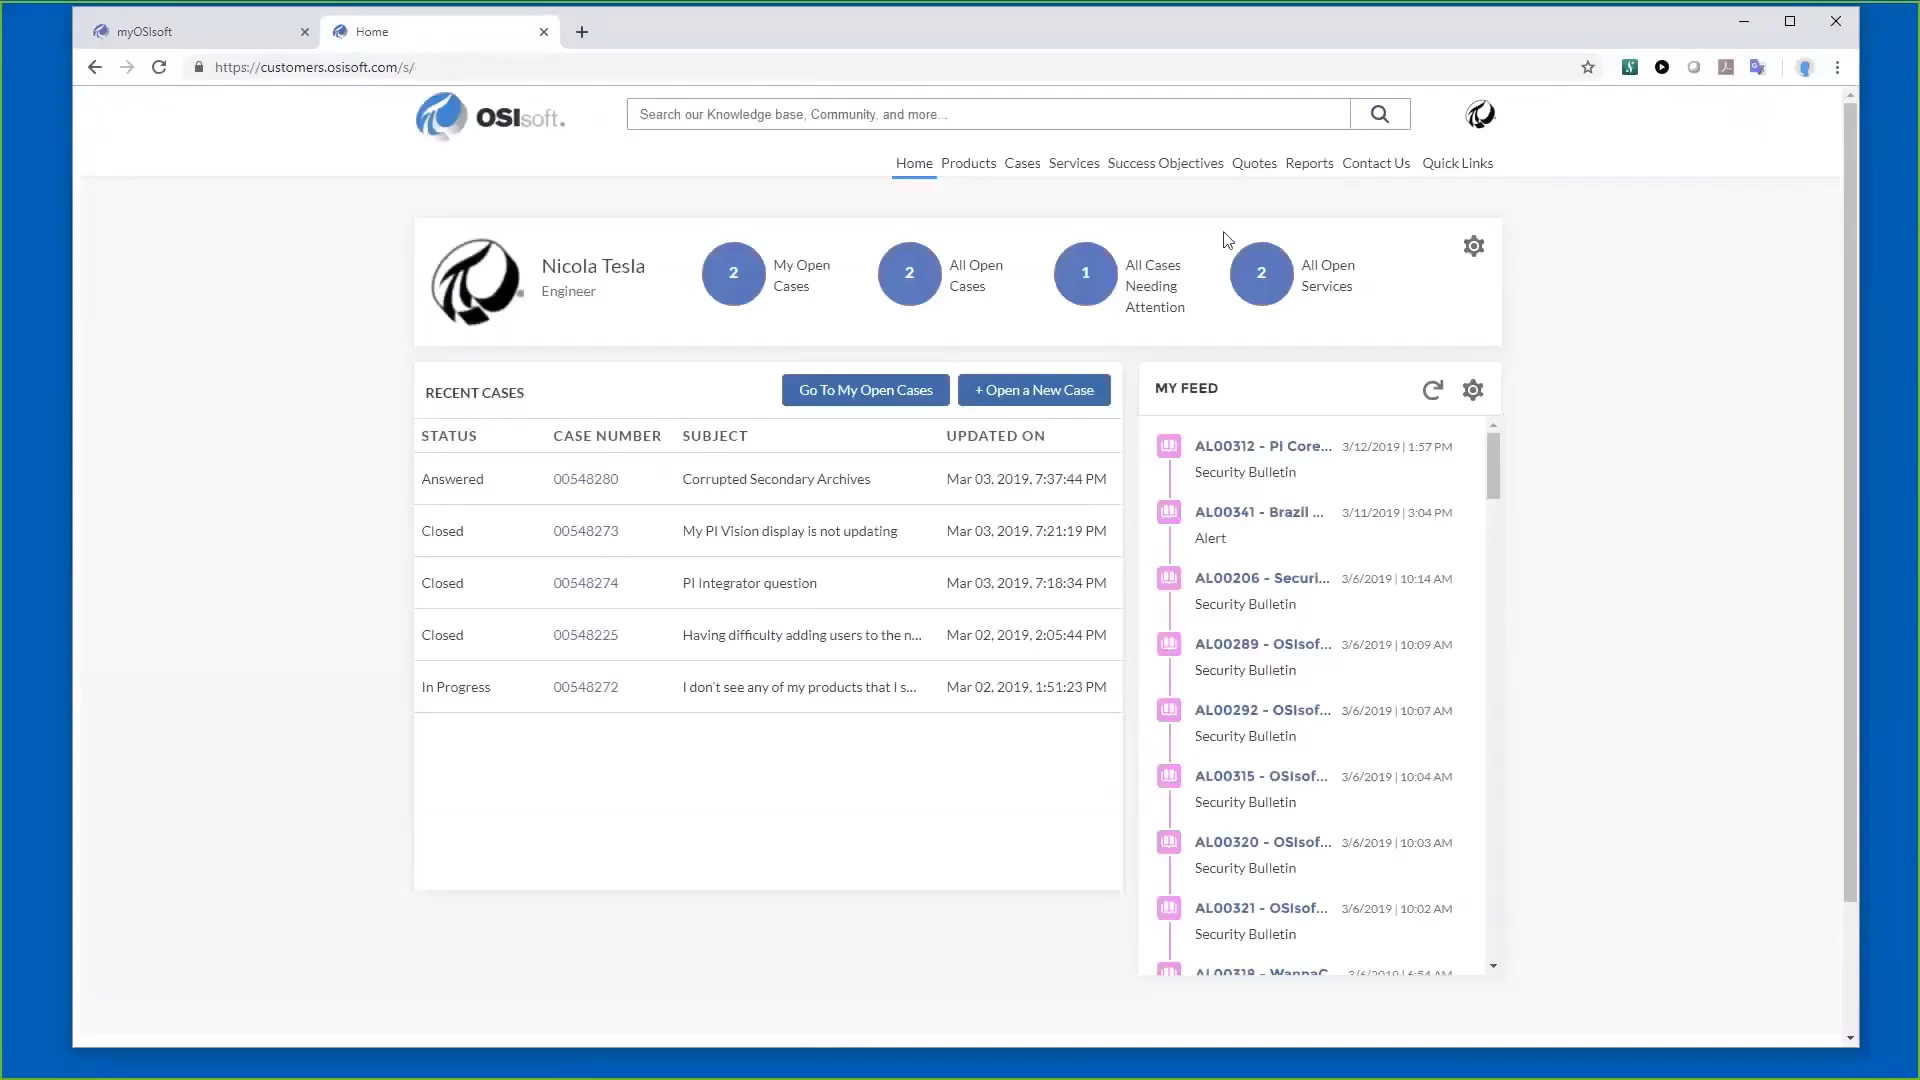 myOSIsoft
Home
https://customers.osisoft.com/s/
OSIsoft.
Search our Knowledge base, Community, and more...
Home Products Cases Services Success Objectives Quotes Reports Contact Us Quick Links
Nicola Tesla
Engineer
2 My Open Cases
2 All Open Cases
1 All Cases Needing Attention
2 All Open Services
RECENT CASES
Go To My Open Cases
+ Open a New Case
STATUS CASE NUMBER SUBJECT UPDATED ON
Answered 00548280 Corrupted Secondary Archives Mar 03, 2019, 7:37:44 PM
Closed 00548273 My PI Vision display is not updating Mar 03, 2019, 7:21:19 PM
Closed 00548274 PI Integrator question Mar 03, 2019, 7:18:34 PM
Closed 00548225 Having difficulty adding users to the n... Mar 02, 2019, 2:05:44 PM
In Progress 00548272 I don't see any of my products that I s... Mar 02, 2019, 1:51:23 PM
MY FEED
AL00312 - PI Core... 3/12/2019 | 1:57 PM
Security Bulletin
AL00341 - Brazil ... 3/11/2019 | 3:04 PM
Alert
AL00206 - Securi... 3/6/2019 | 10:14 AM
Security Bulletin
AL00289 - OSIsof... 3/6/2019 | 10:09 AM
Security Bulletin
AL00292 - OSIsof... 3/6/2019 | 10:07 AM
Security Bulletin
AL00315 - OSIsof... 3/6/2019 | 10:04 AM
Security Bulletin
AL00320 - OSIsof... 3/6/2019 | 10:03 AM
Security Bulletin
AL00321 - OSIsof... 3/6/2019 | 10:02 AM
Security Bulletin
AL00318 - WannaC 3/6/2019 | 6:54 AM